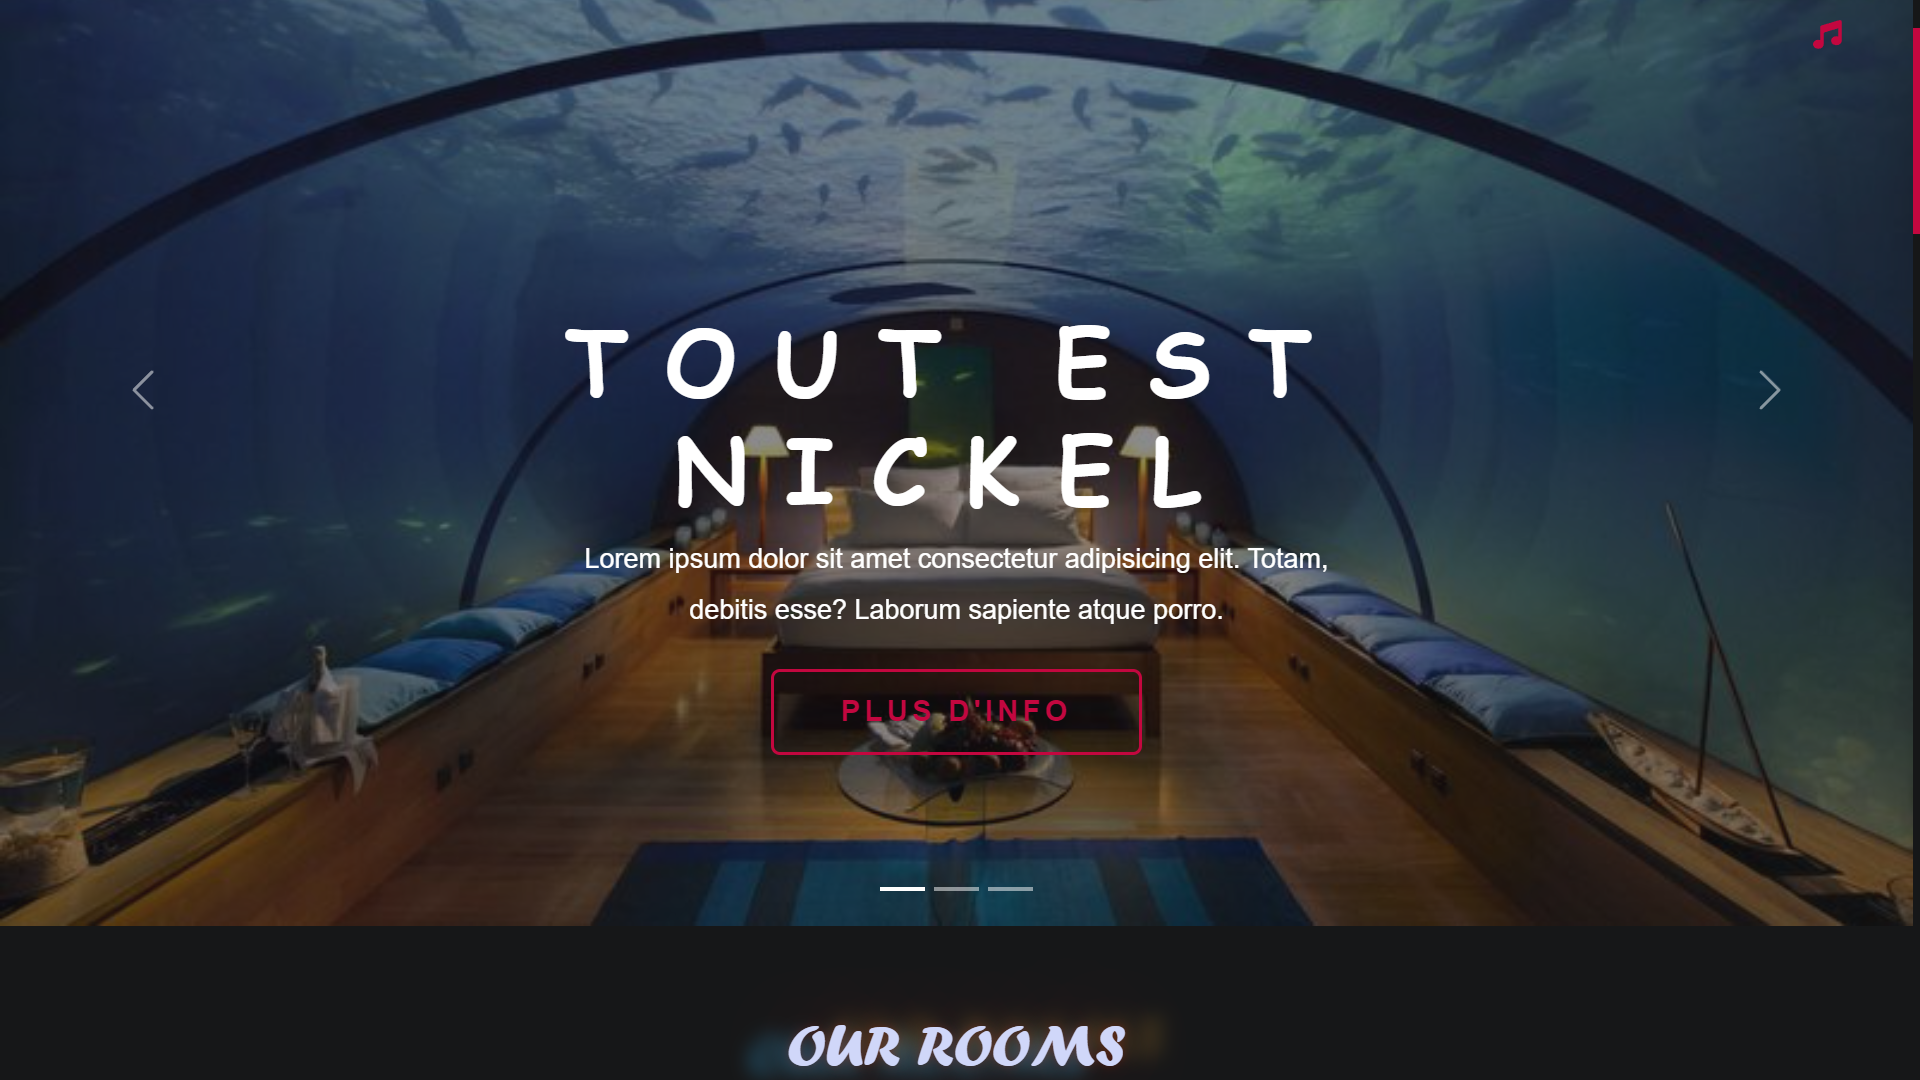 TOUT EST
NICKEL
Lorem ipsum dolor sit amet consectetur adipisicing elit. Totam,
debitis esse? Laborum sapiente atque porro.
PLUS D'INFO
OUR ROOMS